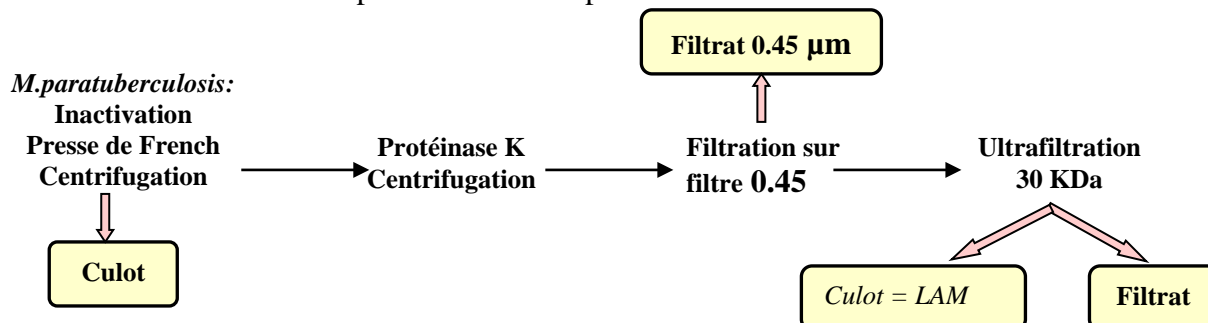 Filtrat 0.45 µm
M.paratuberculosis:
Inactivation
Presse de French
Centrifugation
Protéinase K
Centrifugation
Filtration sur
filtre 0.45
Ultrafiltration
30 KDa
Culot
Culot = LAM
Filtrat